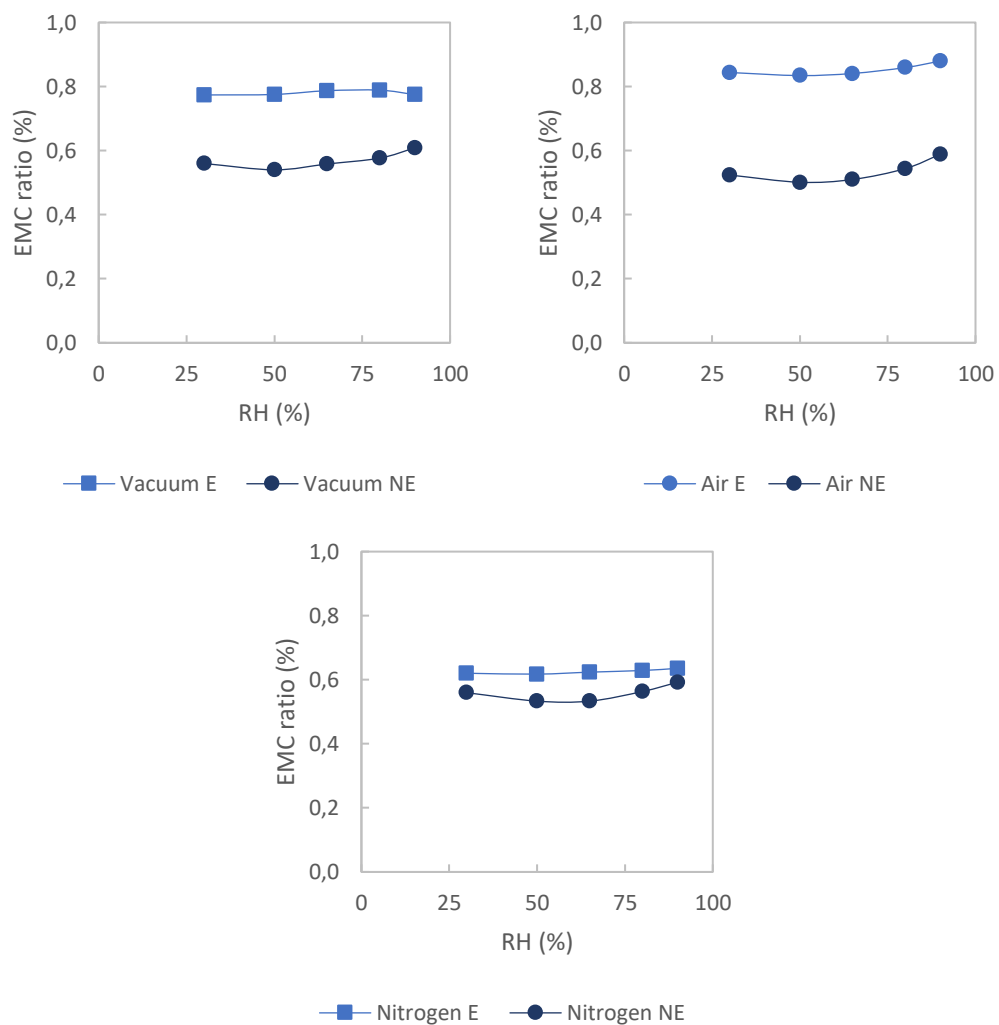 1,0
0,8
0,6
0,4
0,2
0,0
EMC ratio (%)
0 25 50 75 100
RH (%)
Vacuum E Vacuum NE
1,0
0,8
0,6
0,4
0,2
0,0
EMC ratio (%)
0 25 50 75 100
RH (%)
Air E Air NE
1,0
0,8
0,6
0,4
0,2
0,0
EMC ratio (%)
0 25 50 75 100
RH (%)
Nitrogen E Nitrogen NE